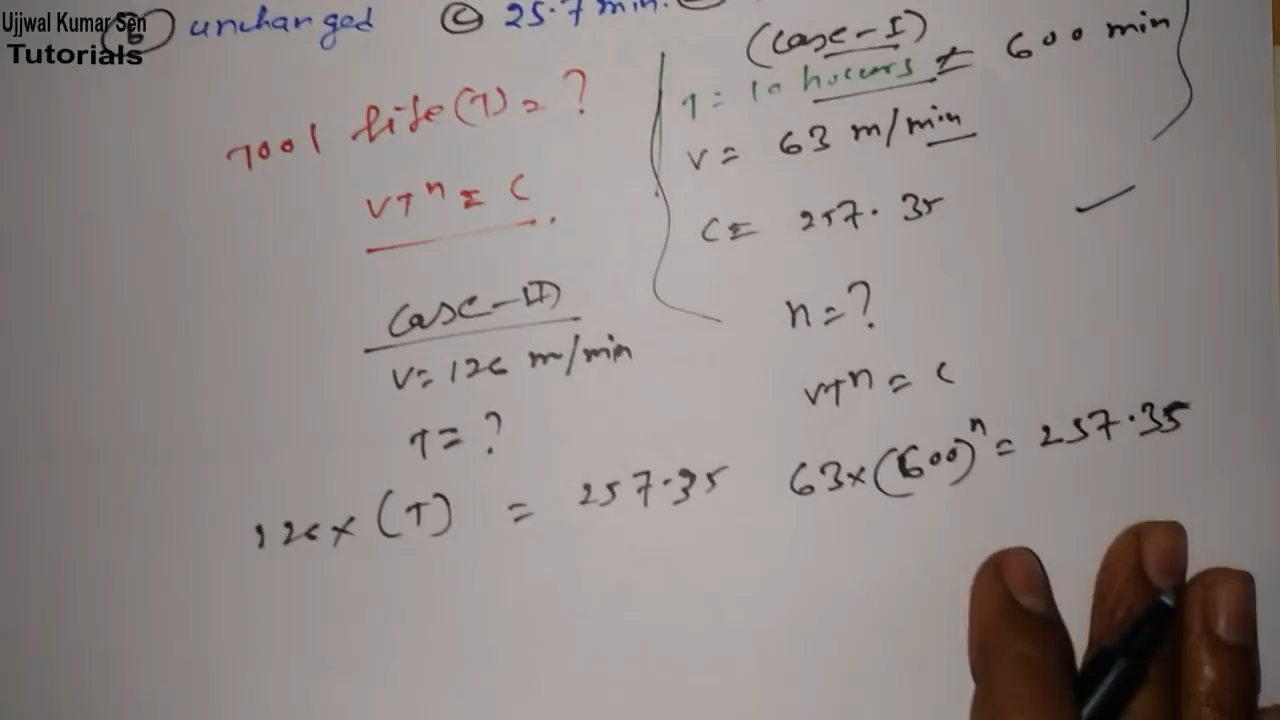 Ujjwal Kumar Sen
Tutorials
(B) unchanged (C) 25.7 min.
Tool life (T) = ?
VT^n = C
Case-II
V = 126 m/min
T = ?
126 × (T) = 257.35
(Case-I)
T = 10 hours = 600 min
V = 63 m/min
C = 257.35
n = ?
VT^n = C
63 × (600)^n = 257.35